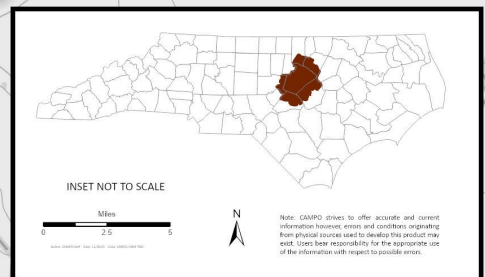 INSET NOT TO SCALE
Miles
0 2.5 5
N
Note: CAMPO strives to offer accurate and current
information however, errors and conditions originating
from physical sources used to develop this product may
exist. Users bear responsibility for the appropriate use
of the information with respect to possible errors.